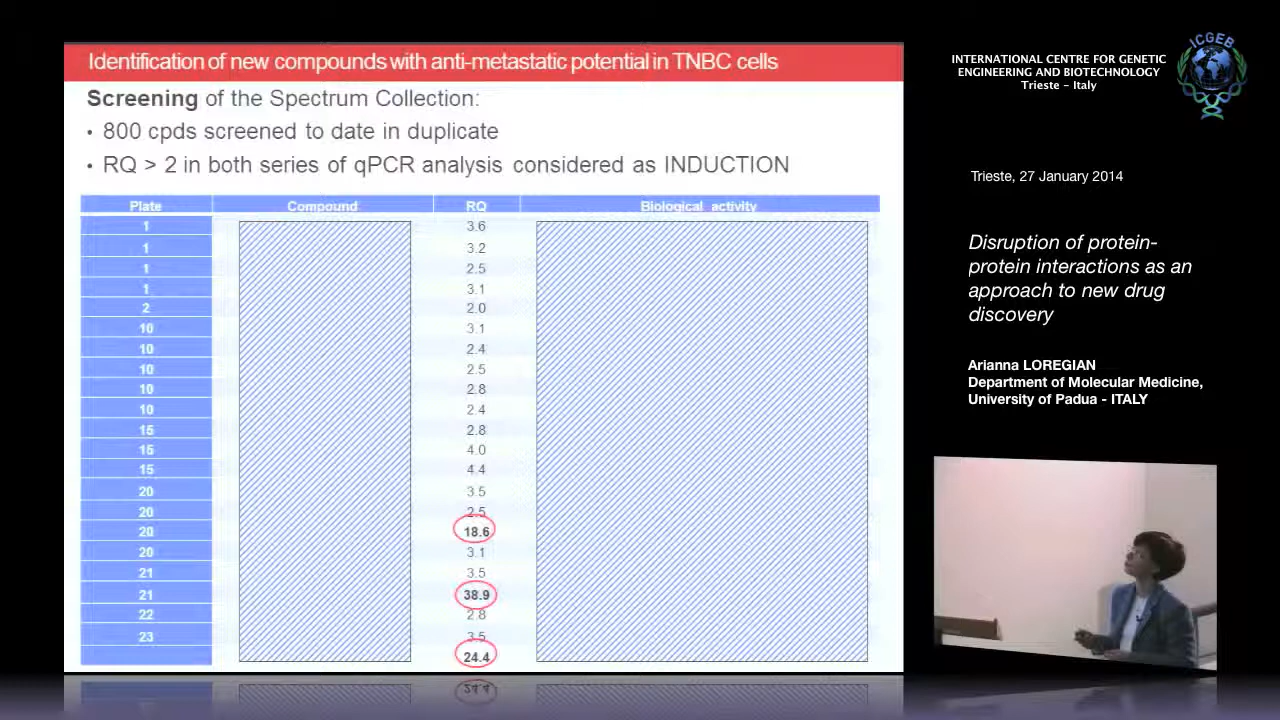 Identification of new compounds with anti-metastatic potential in TNBC cells
Screening of the Spectrum Collection:
• 800 cpds screened to date in duplicate
• RQ > 2 in both series of qPCR analysis considered as INDUCTION
Plate Compound RQ Biological activity
1 3.6
1 3.2
1 2.5
1 3.1
2 2.0
10 3.1
10 2.4
10 2.5
10 2.8
10 2.4
15 2.8
15 4.0
15 4.4
20 3.5
20 2.5
20 18.6
20 3.1
21 3.5
21 38.9
22 2.8
23 3.5
24.4
ICGEB
INTERNATIONAL CENTRE FOR GENETIC
ENGINEERING AND BIOTECHNOLOGY
Trieste - Italy
Trieste, 27 January 2014
Disruption of protein-
protein interactions as an
approach to new drug
discovery
Arianna LOREGIAN
Department of Molecular Medicine,
University of Padua - ITALY